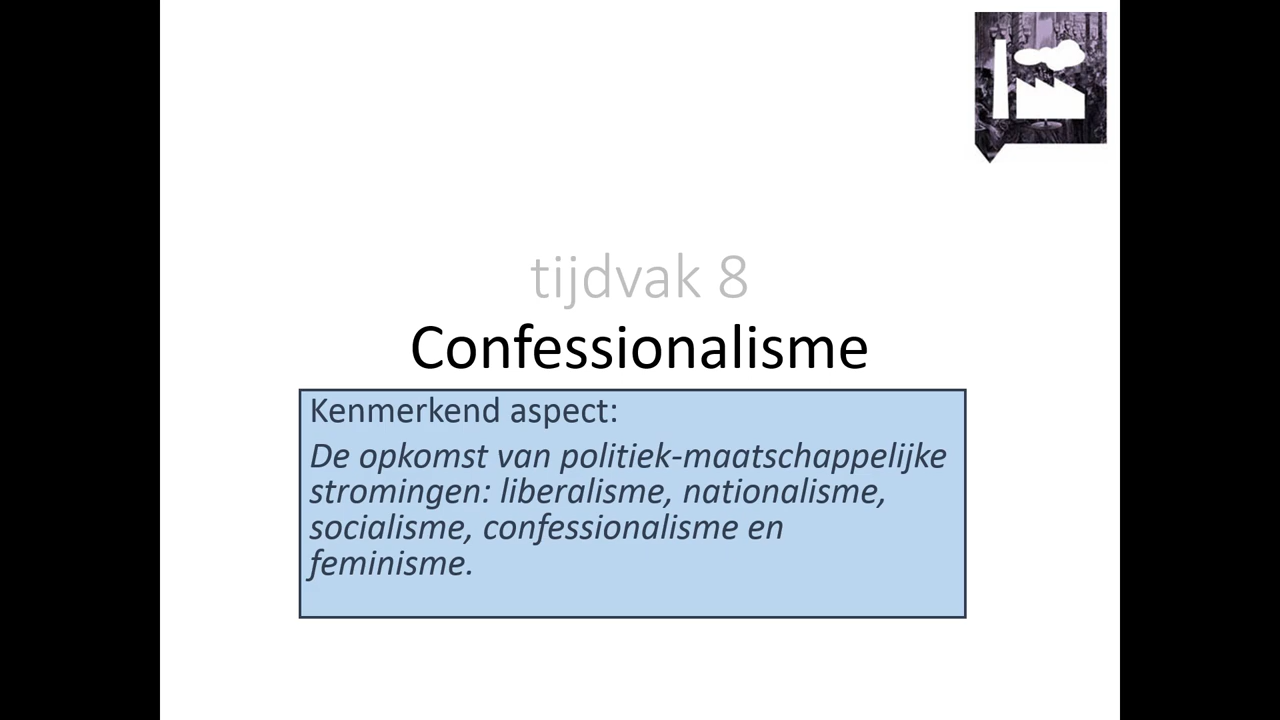 tijdvak 8
Confessionalisme
Kenmerkend aspect:
De opkomst van politiek-maatschappelijke
stromingen: liberalisme, nationalisme,
socialisme, confessionalisme en
feminisme.